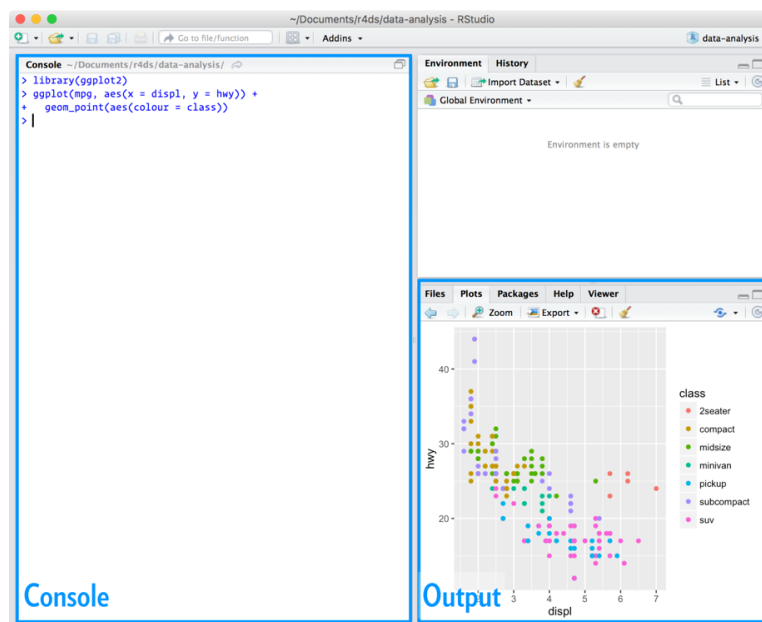 ~/Documents/r4ds/data-analysis - RStudio
Go to file/function
Addins
data-analysis
Console ~/Documents/r4ds/data-analysis/
> library(ggplot2)
> ggplot(mpg, aes(x = displ, y = hwy)) +
+   geom_point(aes(colour = class))
>
Console
Environment History
Import Dataset
List
Global Environment
Environment is empty
Files Plots Packages Help Viewer
Zoom Export
40
30
20
hwy
3 4 5 6 7
displ
class
2seater
compact
midsize
minivan
pickup
subcompact
suv
Output